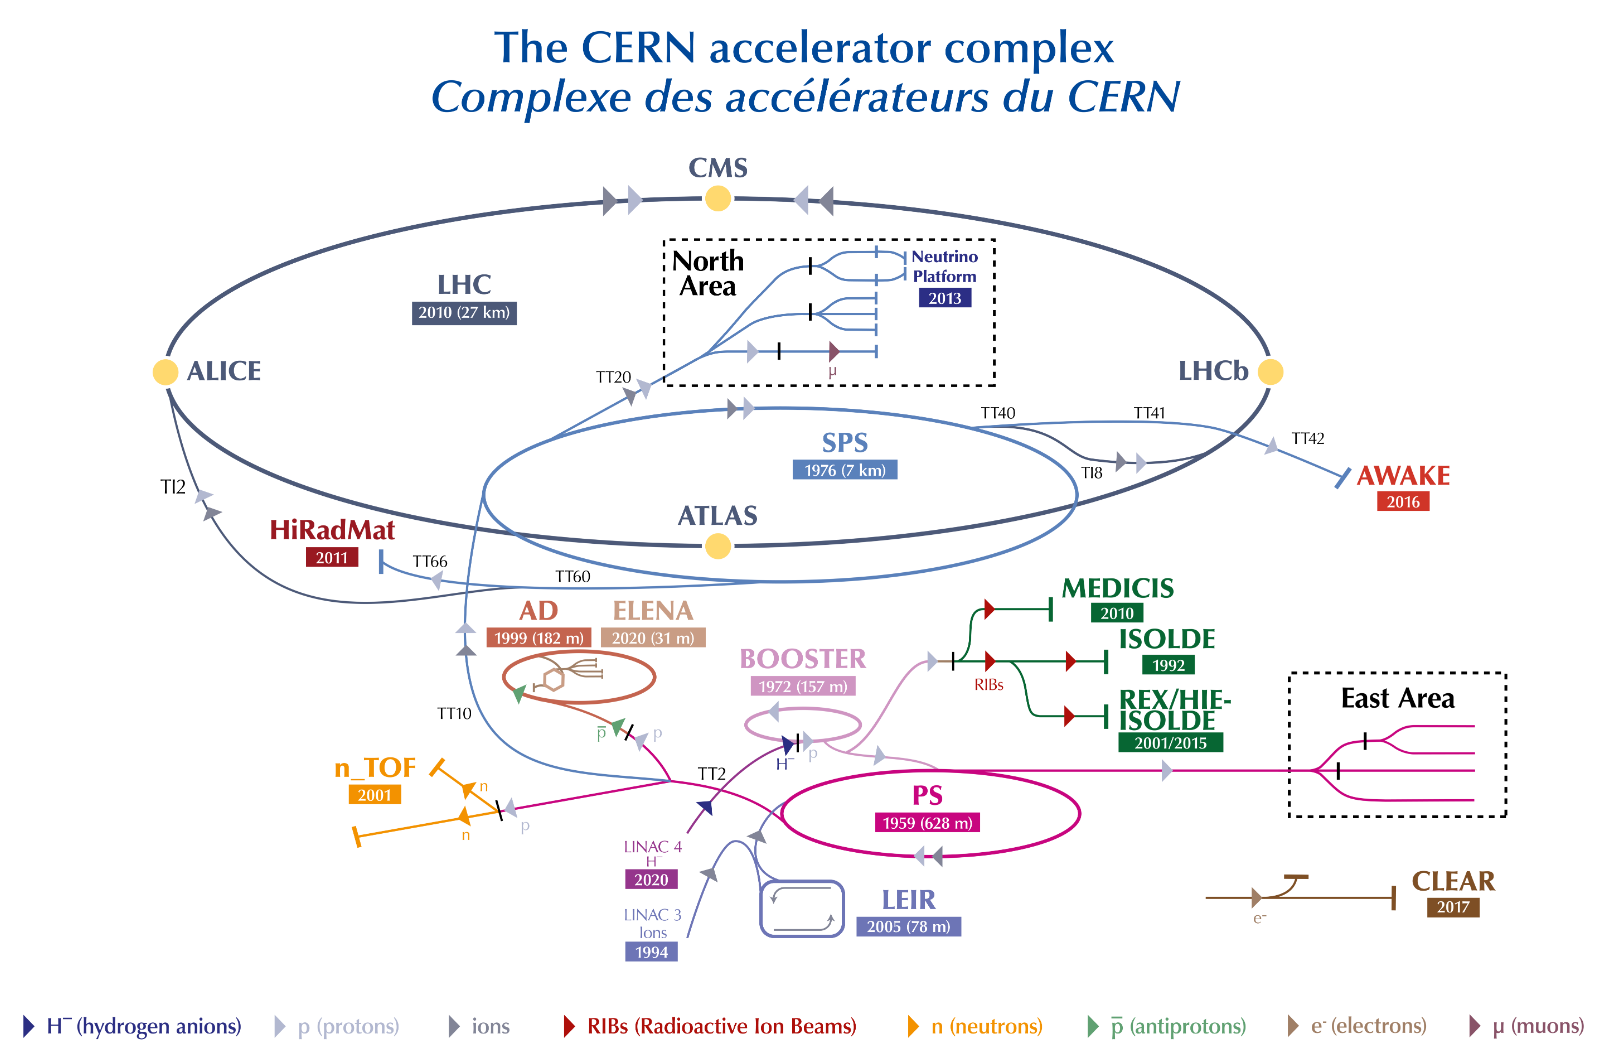 The CERN accelerator complex
Complexe des accélérateurs du CERN
CMS
North
Area
Neutrino
Platform
2013
LHC
2010 (27 km)
µ
ALICE
LHCb
TT20
TT40
TT41
TT42
SPS
1976 (7 km)
TI8
AWAKE
2016
TI2
ATLAS
HiRadMat
2011
TT66
TT60
AD
1999 (182 m)
ELENA
2020 (31 m)
MEDICIS
2010
ISOLDE
1992
BOOSTER
1972 (157 m)
RIBs
REX/HIE-
ISOLDE
2001/2015
East Area
TT10
p̅
p
H⁻
p
n_TOF
2001
n
n
p
TT2
PS
1959 (628 m)
LINAC 4
H⁻
2020
LINAC 3
Ions
1994
LEIR
2005 (78 m)
CLEAR
2017
e⁻
H⁻ (hydrogen anions)
p (protons)
ions
RIBs (Radioactive Ion Beams)
n (neutrons)
p̅ (antiprotons)
e⁻ (electrons)
µ (muons)